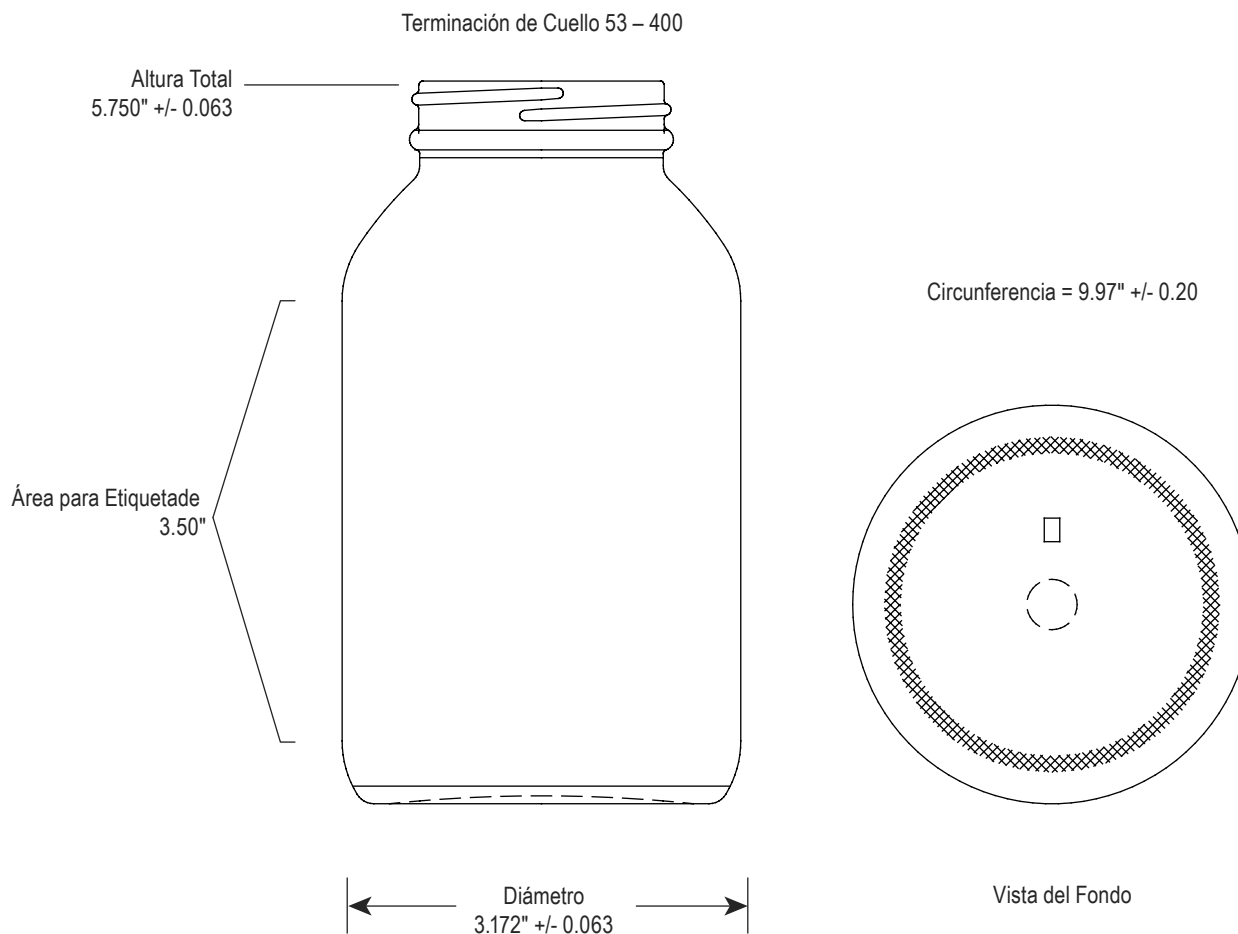 Terminación de Cuello 53 – 400
Altura Total
5.750" +/- 0.063
Circunferencia = 9.97" +/- 0.20
Área para Etiquetade
3.50"
Diámetro
3.172" +/- 0.063
Vista del Fondo